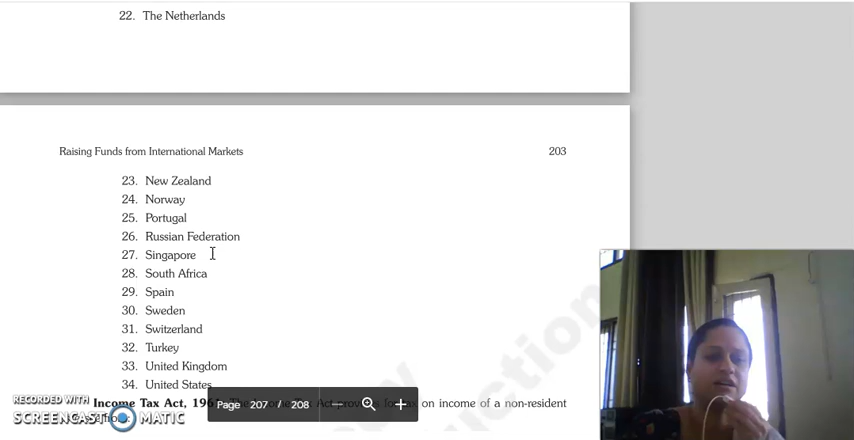 22. The Netherlands
Raising Funds from International Markets 203
23. New Zealand
24. Norway
25. Portugal
26. Russian Federation
27. Singapore
28. South Africa
29. Spain
30. Sweden
31. Switzerland
32. Turkey
33. United Kingdom
34. United States
Income Tax Act, 196 on income of a non-resident
Page 207 / 208
RECORDED WITH
SCREENCAST MATIC